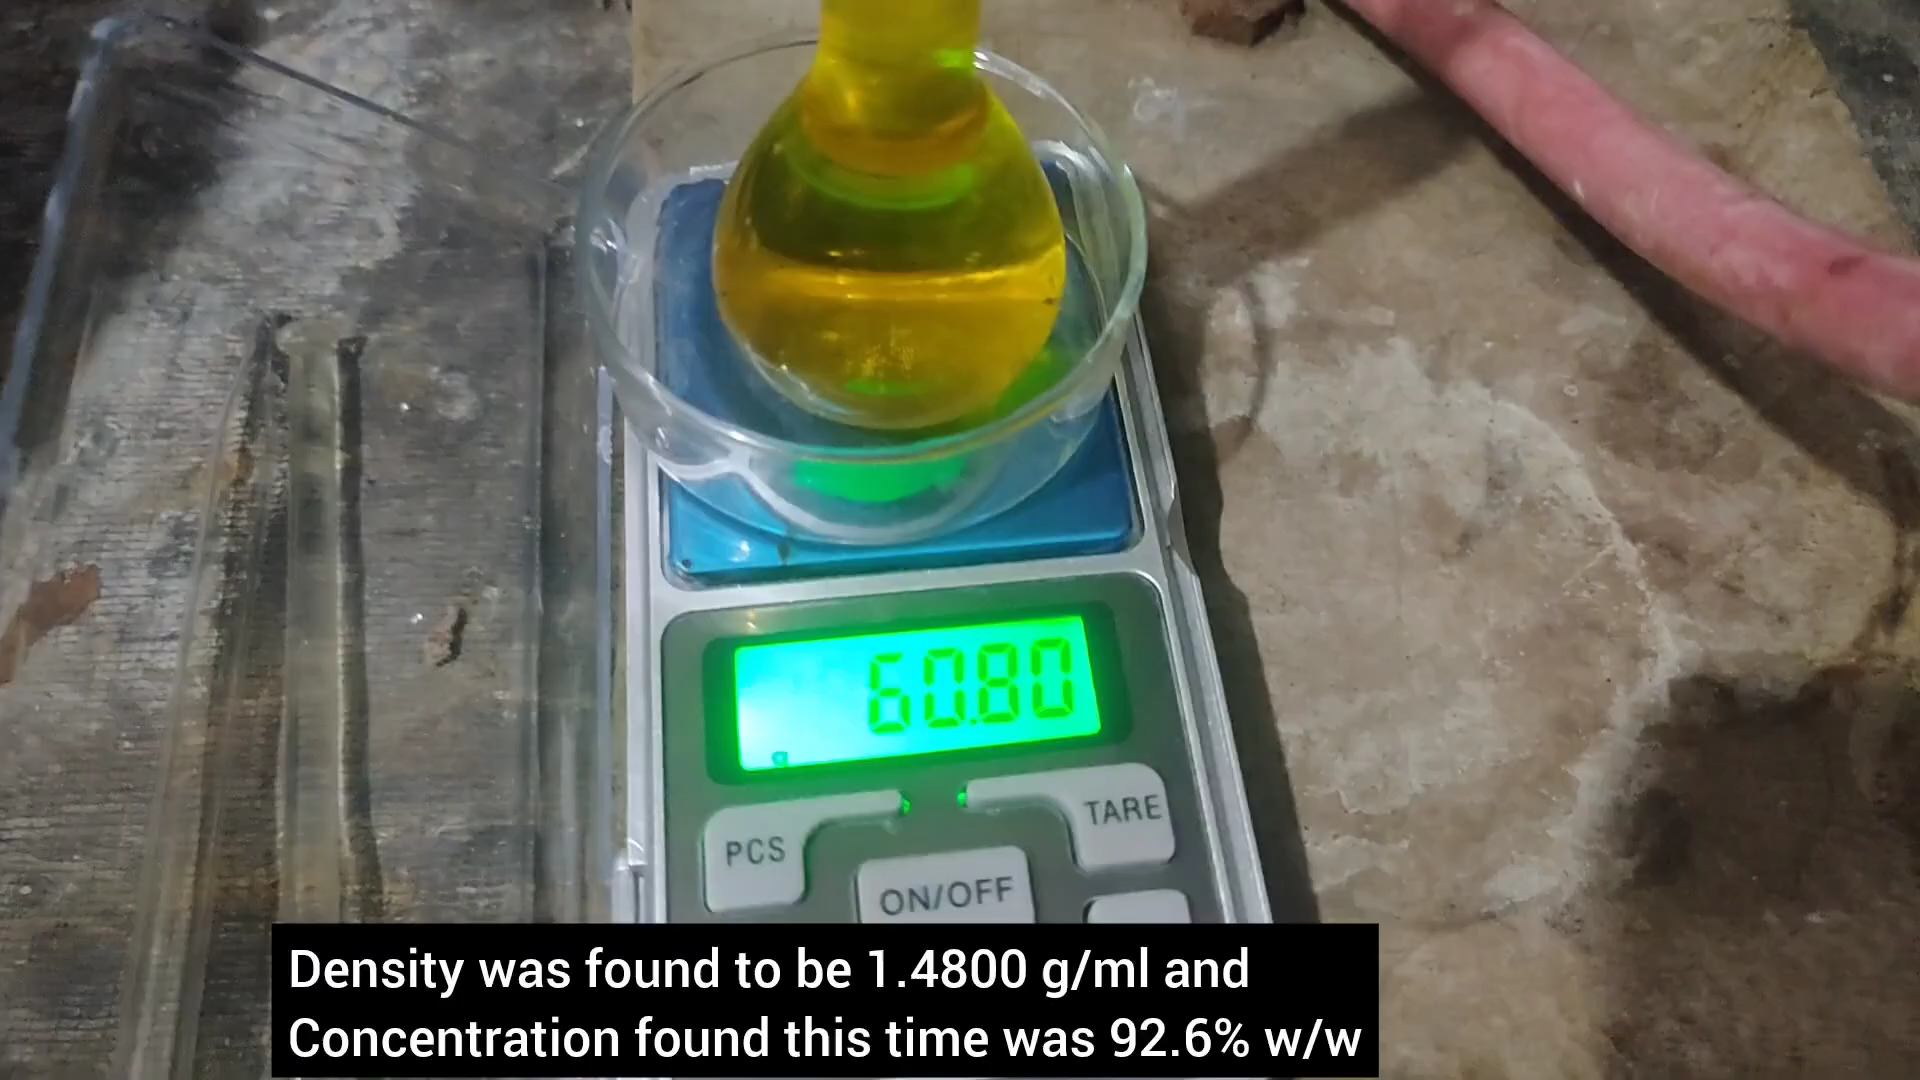 60.80
g
PCS
TARE
ON/OFF
Density was found to be 1.4800 g/ml and
Concentration found this time was 92.6% w/w